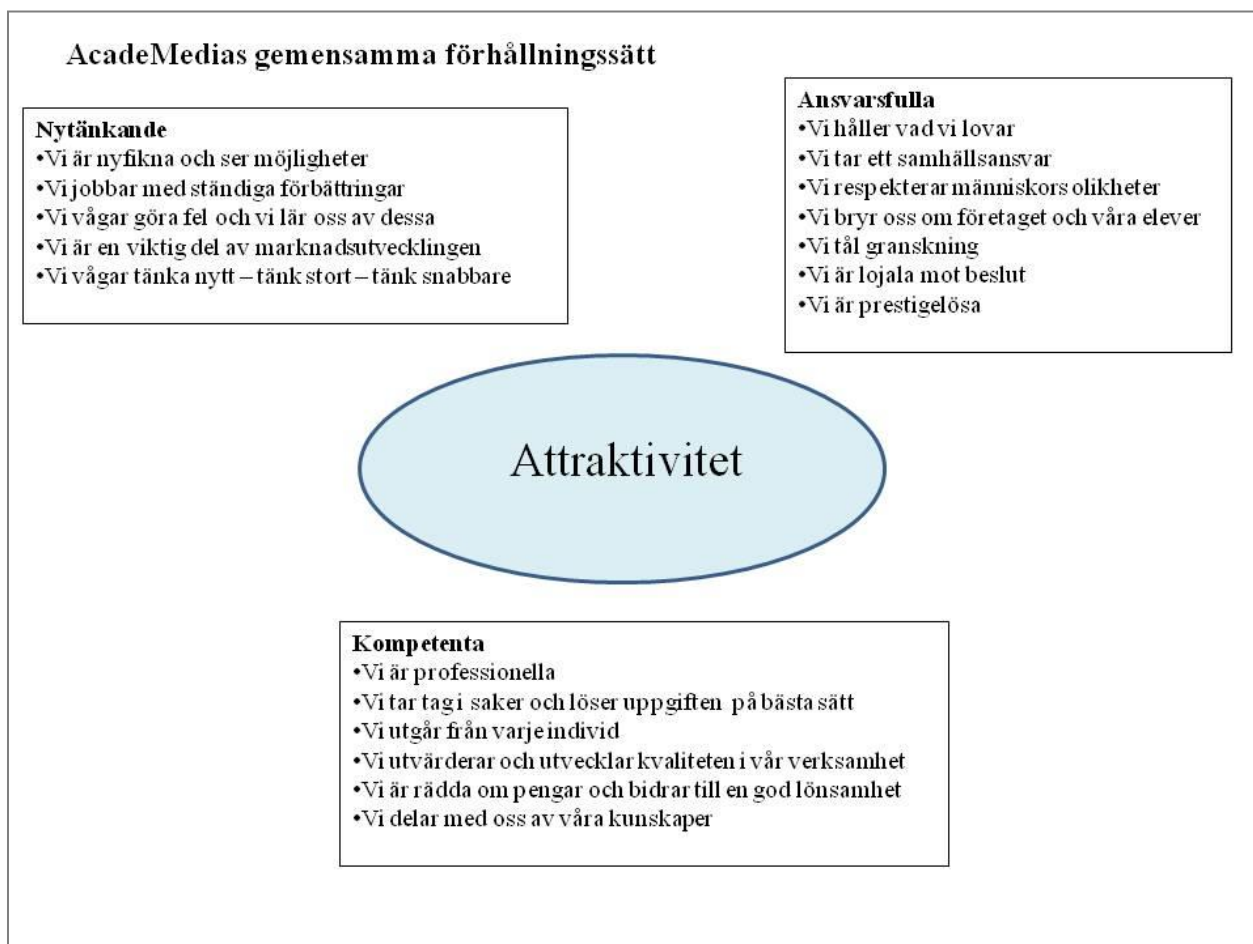 AcadeMedias gemensamma förhållningssätt
Nytänkande
•Vi är nyfikna och ser möjligheter
•Vi jobbar med ständiga förbättringar
•Vi vågar göra fel och vi lär oss av dessa
•Vi är en viktig del av marknadsutvecklingen
•Vi vågar tänka nytt – tänk stort – tänk snabbare
Ansvarsfulla
•Vi håller vad vi lovar
•Vi tar ett samhällsansvar
•Vi respekterar människors olikheter
•Vi bryr oss om företaget och våra elever
•Vi tål granskning
•Vi är lojala mot beslut
•Vi är prestigelösa
Attraktivitet
Kompetenta
•Vi är professionella
•Vi tar tag i saker och löser uppgiften på bästa sätt
•Vi utgår från varje individ
•Vi utvärderar och utvecklar kvaliteten i vår verksamhet
•Vi är rädda om pengar och bidrar till en god lönsamhet
•Vi delar med oss av våra kunskaper